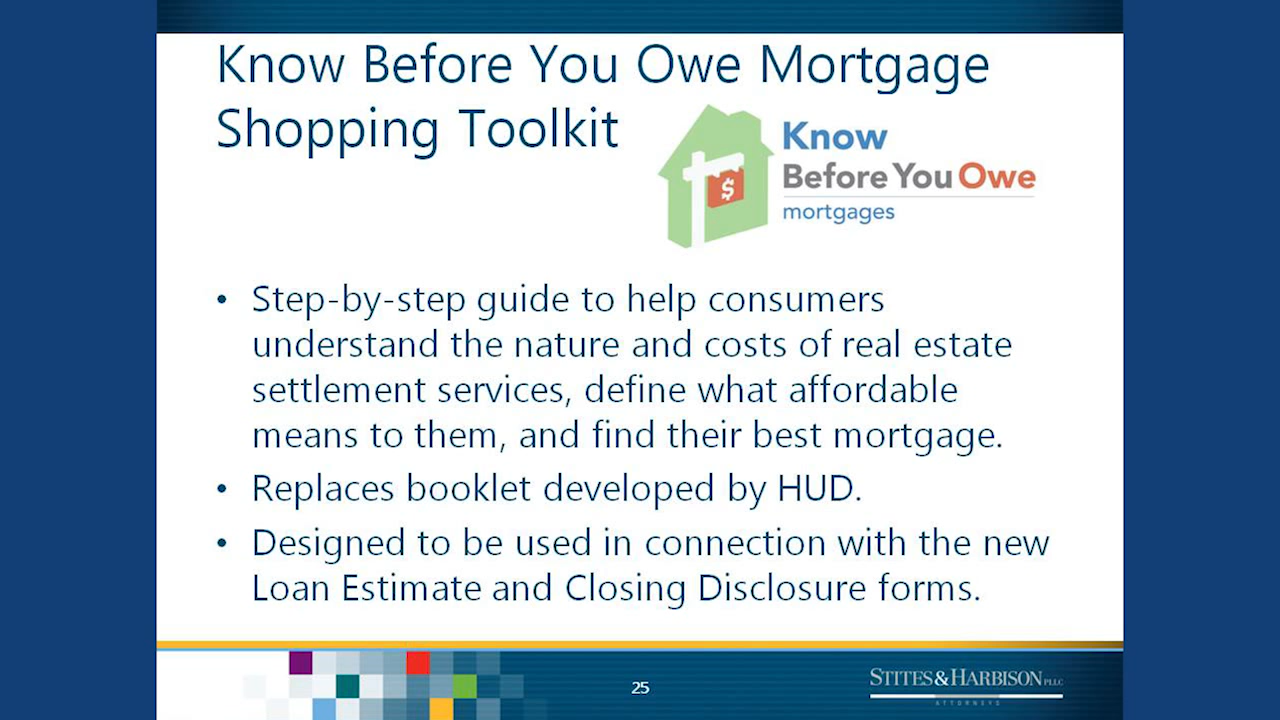 Know Before You Owe Mortgage
Shopping Toolkit
Know
Before You Owe
mortgages
$
• Step-by-step guide to help consumers
understand the nature and costs of real estate
settlement services, define what affordable
means to them, and find their best mortgage.
• Replaces booklet developed by HUD.
• Designed to be used in connection with the new
Loan Estimate and Closing Disclosure forms.
25
STITES & HARBISON PLLC
ATTORNEYS